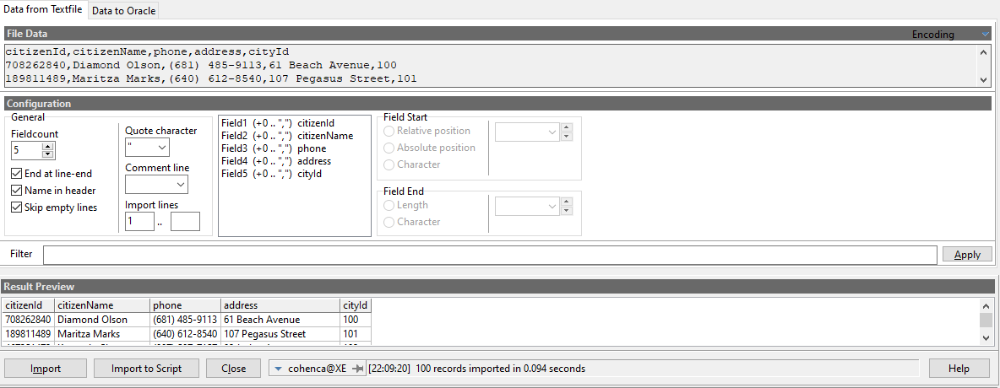 Data from Textfile Data to Oracle
File Data Encoding
citizenId,citizenName,phone,address,cityId
708262840,Diamond Olson,(681) 485-9113,61 Beach Avenue,100
189811489,Maritza Marks,(640) 612-8540,107 Pegasus Street,101
Configuration
General
Fieldcount
5
End at line-end
Name in header
Skip empty lines
Quote character
"
Comment line
Import lines
1 ..
Field1 (+0 .. ",") citizenId
Field2 (+0 .. ",") citizenName
Field3 (+0 .. ",") phone
Field4 (+0 .. ",") address
Field5 (+0 .. ",") cityId
Field Start
Relative position
Absolute position
Character
Field End
Length
Character
Filter Apply
Result Preview
citizenId citizenName phone address cityId
708262840 Diamond Olson (681) 485-9113 61 Beach Avenue 100
189811489 Maritza Marks (640) 612-8540 107 Pegasus Street 101
Import Import to Script Close cohenca@XE [22:09:20] 100 records imported in 0.094 seconds Help